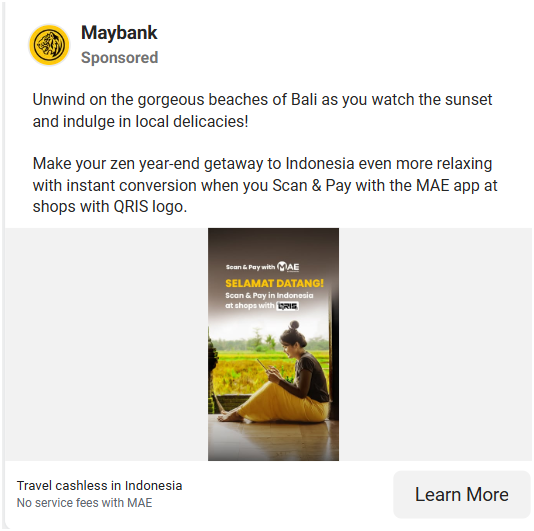 Maybank
Sponsored
Unwind on the gorgeous beaches of Bali as you watch the sunset
and indulge in local delicacies!
Make your zen year-end getaway to Indonesia even more relaxing
with instant conversion when you Scan & Pay with the MAE app at
shops with QRIS logo.
Scan & Pay with MAE
SELAMAT DATANG!
Scan & Pay in Indonesia
at shops with QRIS
Travel cashless in Indonesia
No service fees with MAE
Learn More